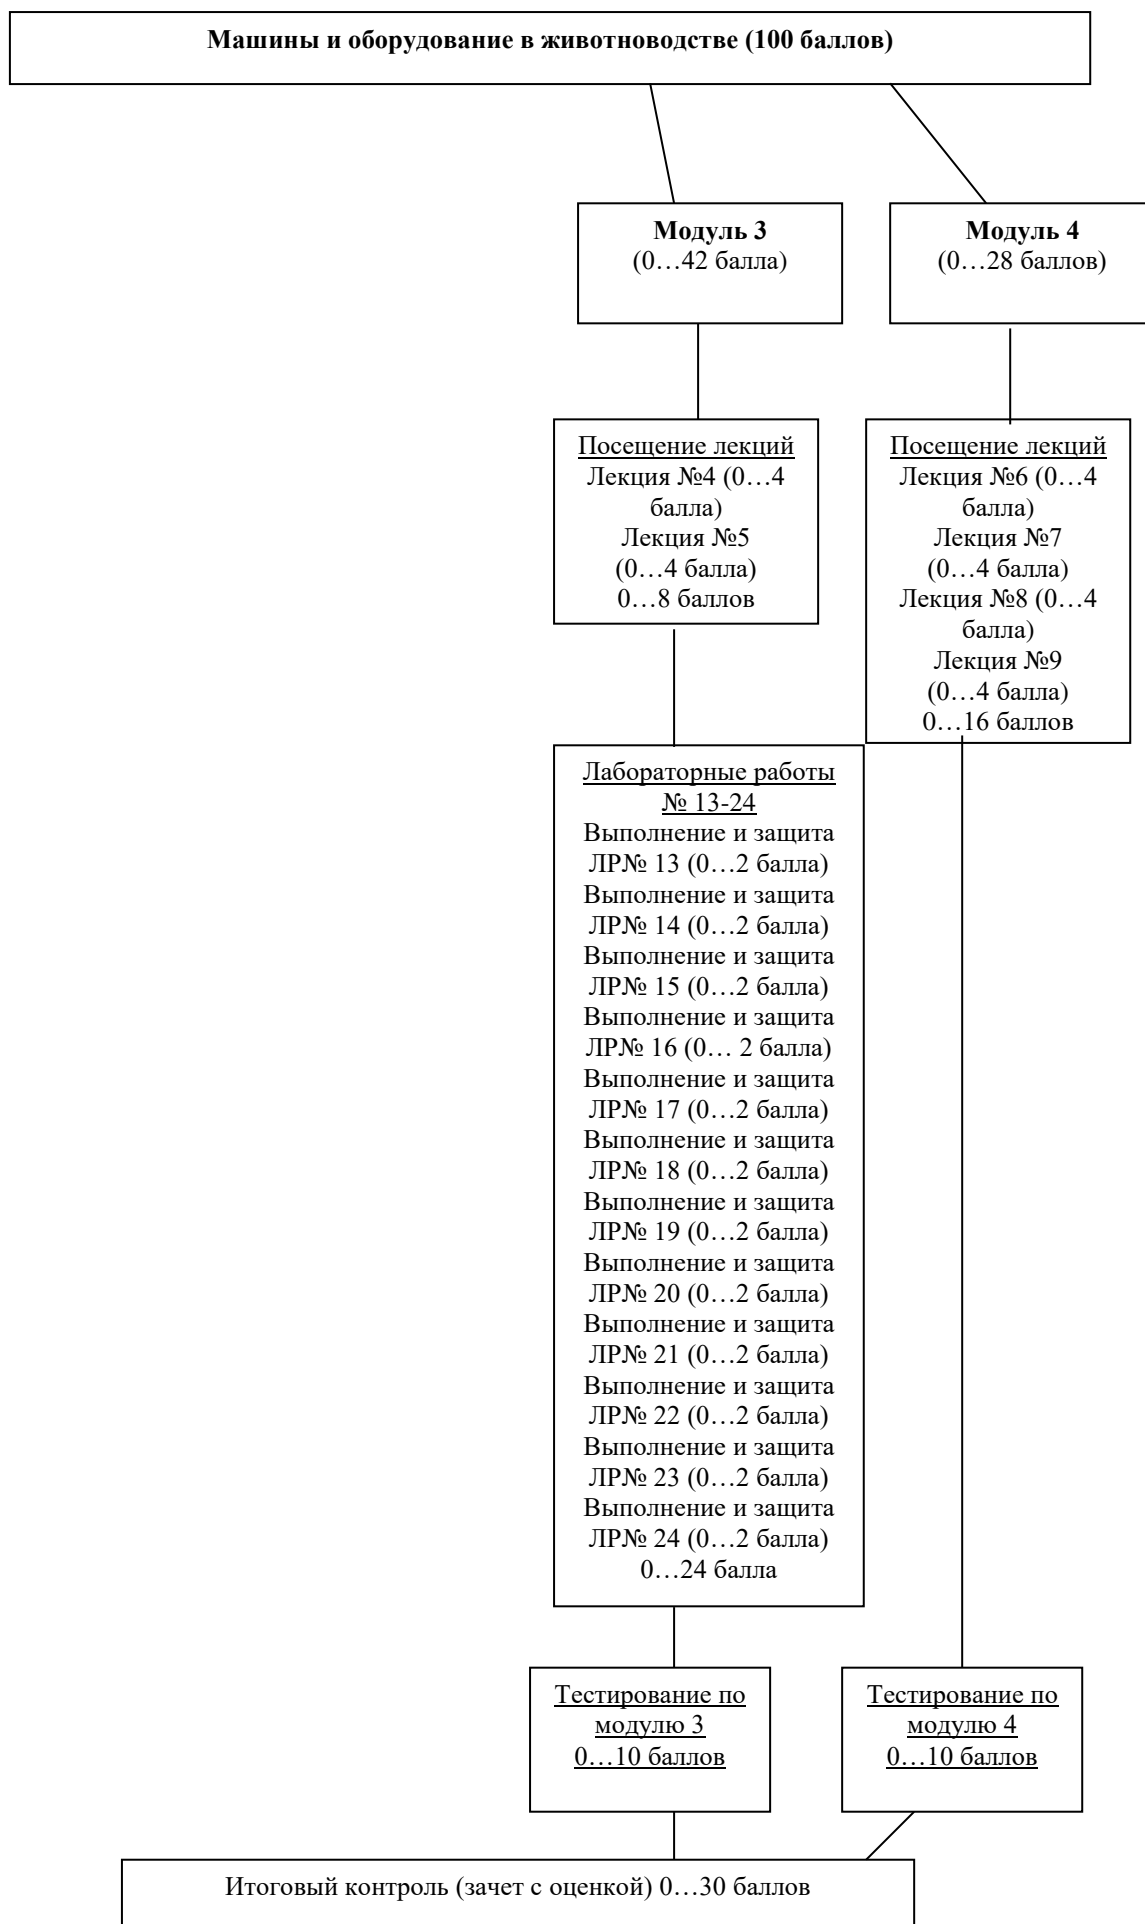 Машины и оборудование в животноводстве (100 баллов)
Модуль 3
(0…42 балла)
Модуль 4
(0…28 баллов)
Посещение лекций
Лекция №4 (0…4
балла)
Лекция №5
(0…4 балла)
0…8 баллов
Посещение лекций
Лекция №6 (0…4
балла)
Лекция №7
(0…4 балла)
Лекция №8 (0…4
балла)
Лекция №9
(0…4 балла)
0…16 баллов
Лабораторные работы
№ 13-24
Выполнение и защита
ЛР№ 13 (0…2 балла)
Выполнение и защита
ЛР№ 14 (0…2 балла)
Выполнение и защита
ЛР№ 15 (0…2 балла)
Выполнение и защита
ЛР№ 16 (0… 2 балла)
Выполнение и защита
ЛР№ 17 (0…2 балла)
Выполнение и защита
ЛР№ 18 (0…2 балла)
Выполнение и защита
ЛР№ 19 (0…2 балла)
Выполнение и защита
ЛР№ 20 (0…2 балла)
Выполнение и защита
ЛР№ 21 (0…2 балла)
Выполнение и защита
ЛР№ 22 (0…2 балла)
Выполнение и защита
ЛР№ 23 (0…2 балла)
Выполнение и защита
ЛР№ 24 (0…2 балла)
0…24 балла
Тестирование по
модулю 3
0…10 баллов
Тестирование по
модулю 4
0…10 баллов
Итоговый контроль (зачет с оценкой) 0…30 баллов